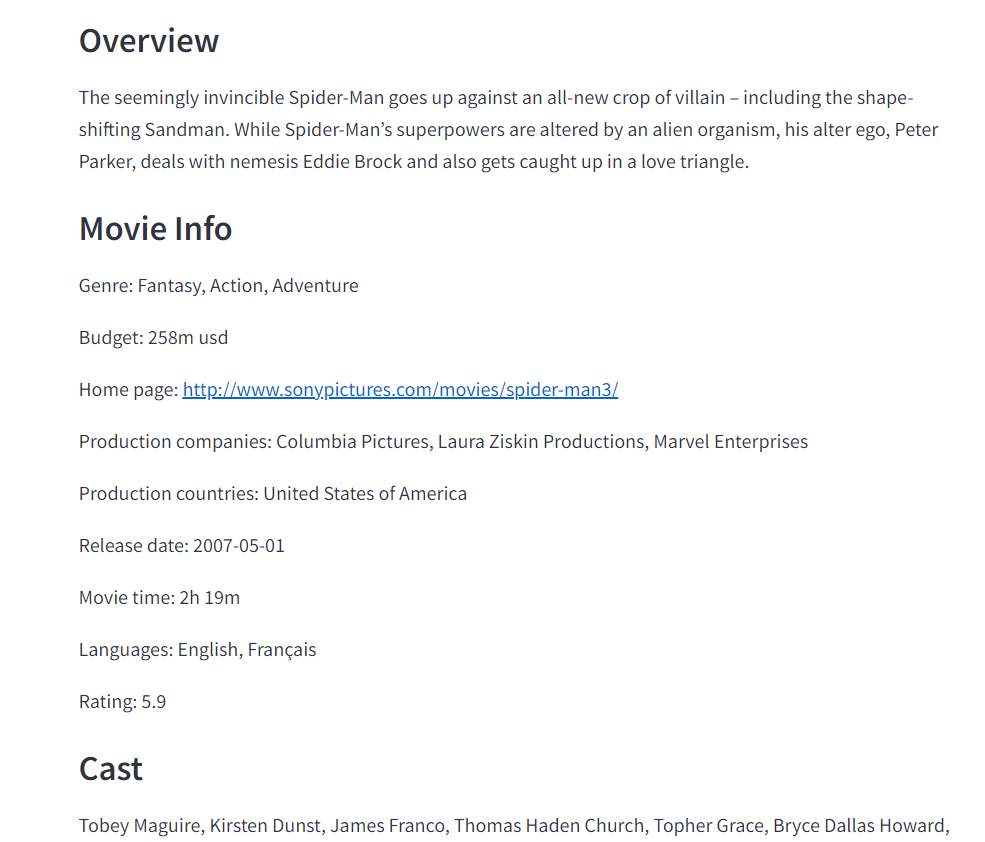 Overview
The seemingly invincible Spider-Man goes up against an all-new crop of villain – including the shape-
shifting Sandman. While Spider-Man’s superpowers are altered by an alien organism, his alter ego, Peter
Parker, deals with nemesis Eddie Brock and also gets caught up in a love triangle.
Movie Info
Genre: Fantasy, Action, Adventure
Budget: 258m usd
Home page: http://www.sonypictures.com/movies/spider-man3/
Production companies: Columbia Pictures, Laura Ziskin Productions, Marvel Enterprises
Production countries: United States of America
Release date: 2007-05-01
Movie time: 2h 19m
Languages: English, Français
Rating: 5.9
Cast
Tobey Maguire, Kirsten Dunst, James Franco, Thomas Haden Church, Topher Grace, Bryce Dallas Howard,